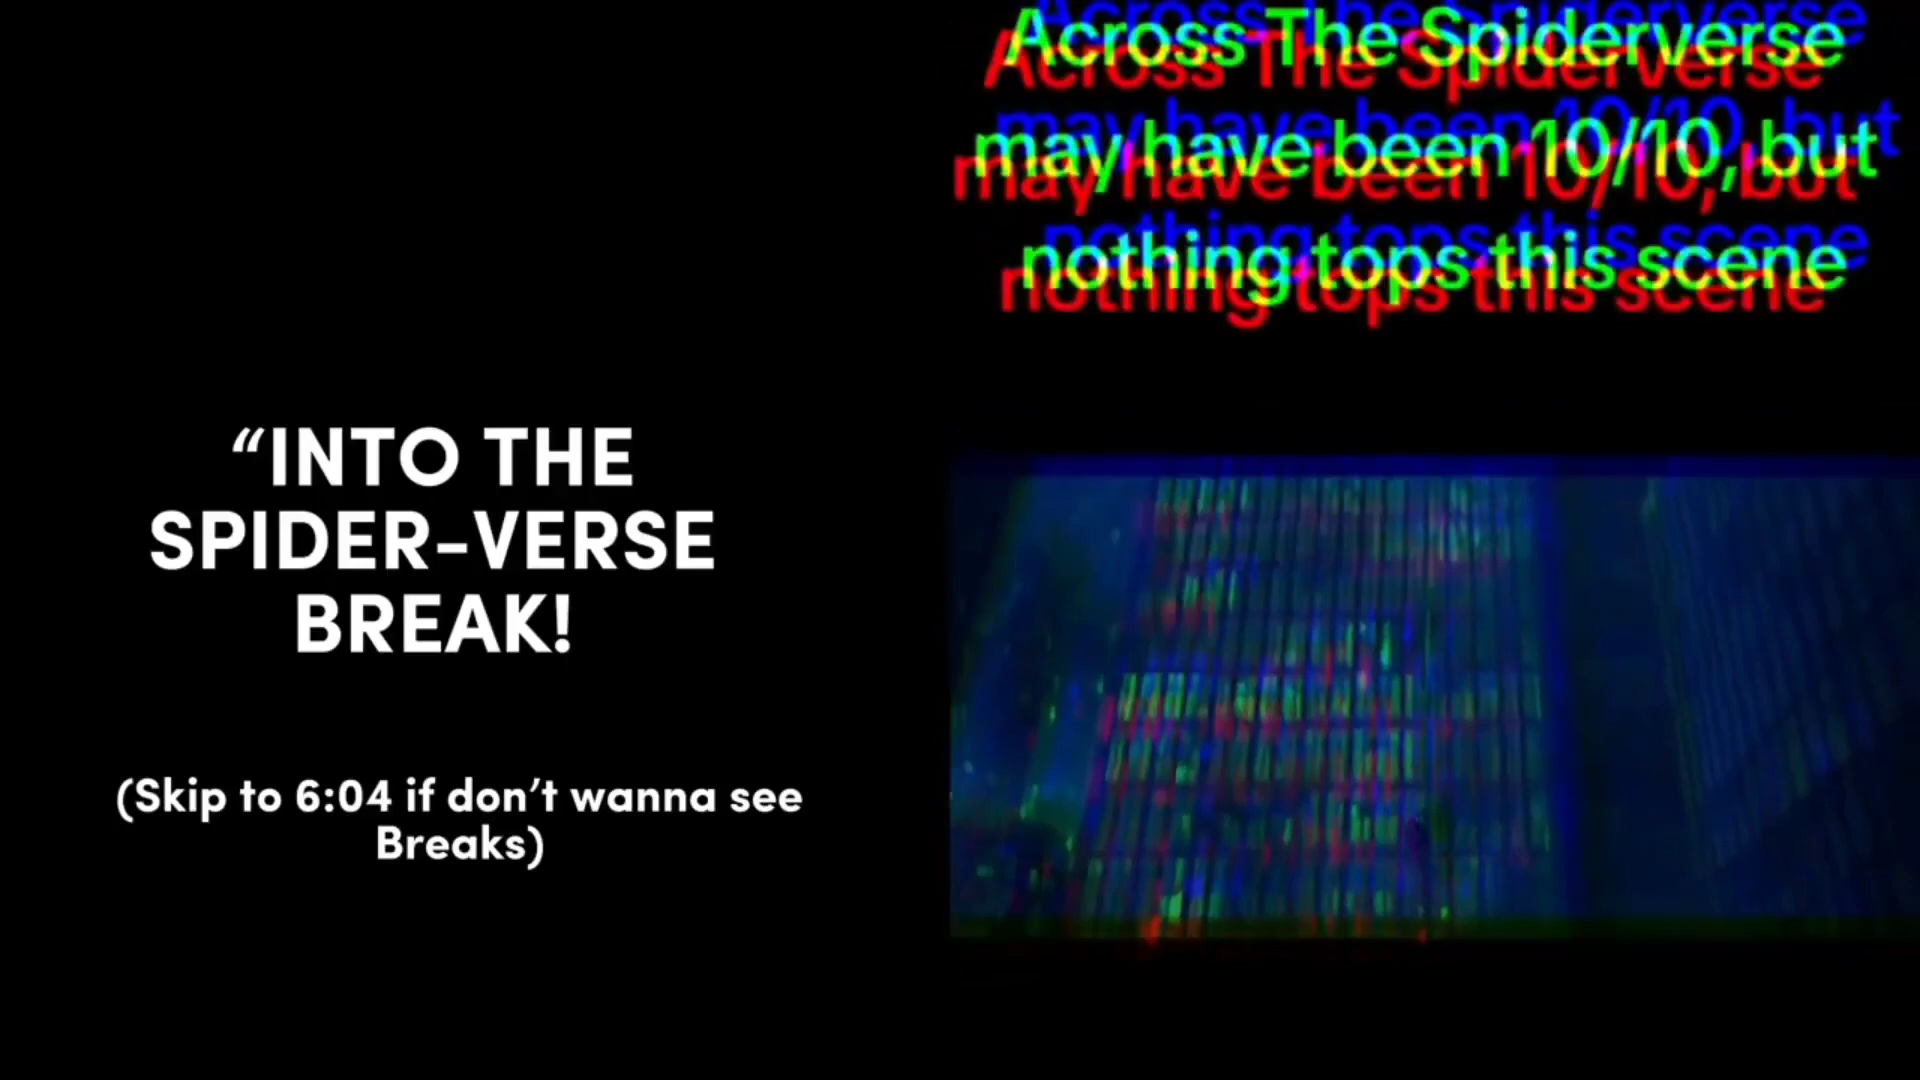 Across The Spiderverse
may have been 10/10, but
nothing tops this scene
“INTO THE
SPIDER-VERSE
BREAK!
(Skip to 6:04 if don’t wanna see
Breaks)